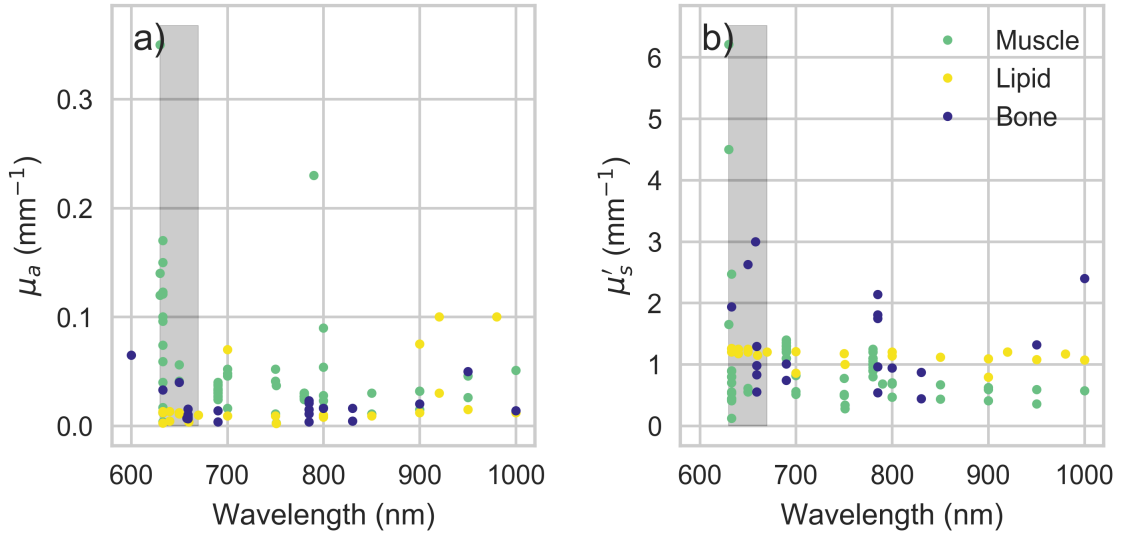 a)
0.3
0.2
0.1
0.0
μₐ (mm⁻¹)
600 700 800 900 1000
Wavelength (nm)
b)
Muscle
Lipid
Bone
6
5
4
3
2
1
0
μ′ₛ (mm⁻¹)
600 700 800 900 1000
Wavelength (nm)